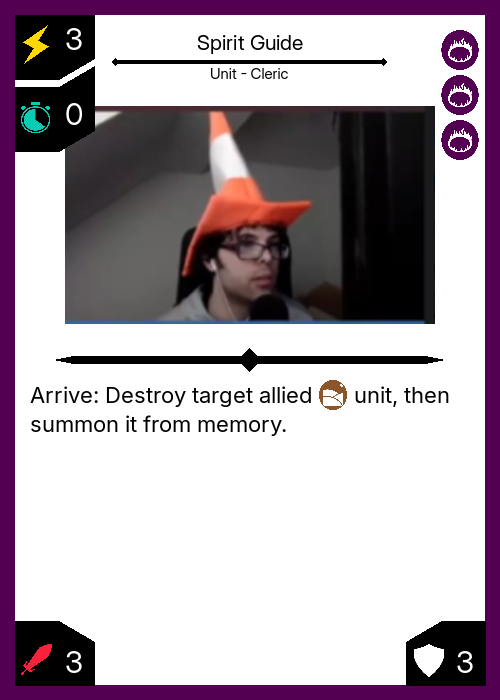 3
Spirit Guide
Unit - Cleric
0
Arrive: Destroy target allied unit, then
summon it from memory.
3
3